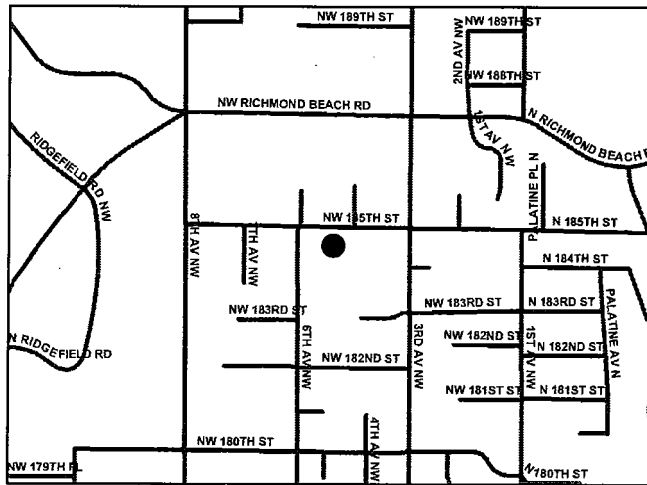 NW 189TH ST
NW 189TH ST
2ND AV NW
NW 188TH ST
NW RICHMOND BEACH RD
1ST AV NW
N RICHMOND BEACH R
RIDGEFIELD RD NW
PALATINE PL N
8TH AV NW
7TH AV NW
NW 185TH ST
N 185TH ST
N 184TH ST
NW 183RD ST
NW 183RD ST
N 183RD ST
PALATINE AV N
N RIDGEFIELD RD
6TH AV NW
3RD AV NW
1ST AV NW
NW 182ND ST
NW 182ND ST
N 182ND ST
NW 181ST ST
N 181ST ST
NW 180TH ST
4TH AV NW
NW 179TH PL
N 180TH ST